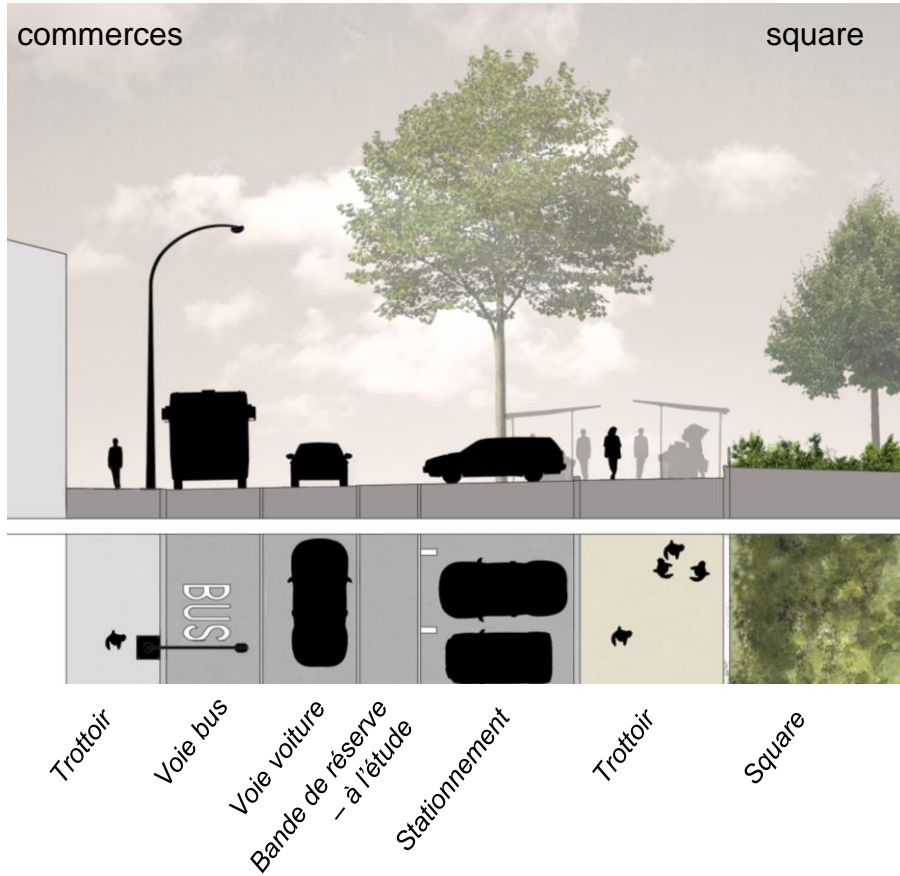 commerces
square
BUS
Trottoir
Voie bus
Voie voiture
Bande de réserve
– à l'étude
Stationnement
Trottoir
Square